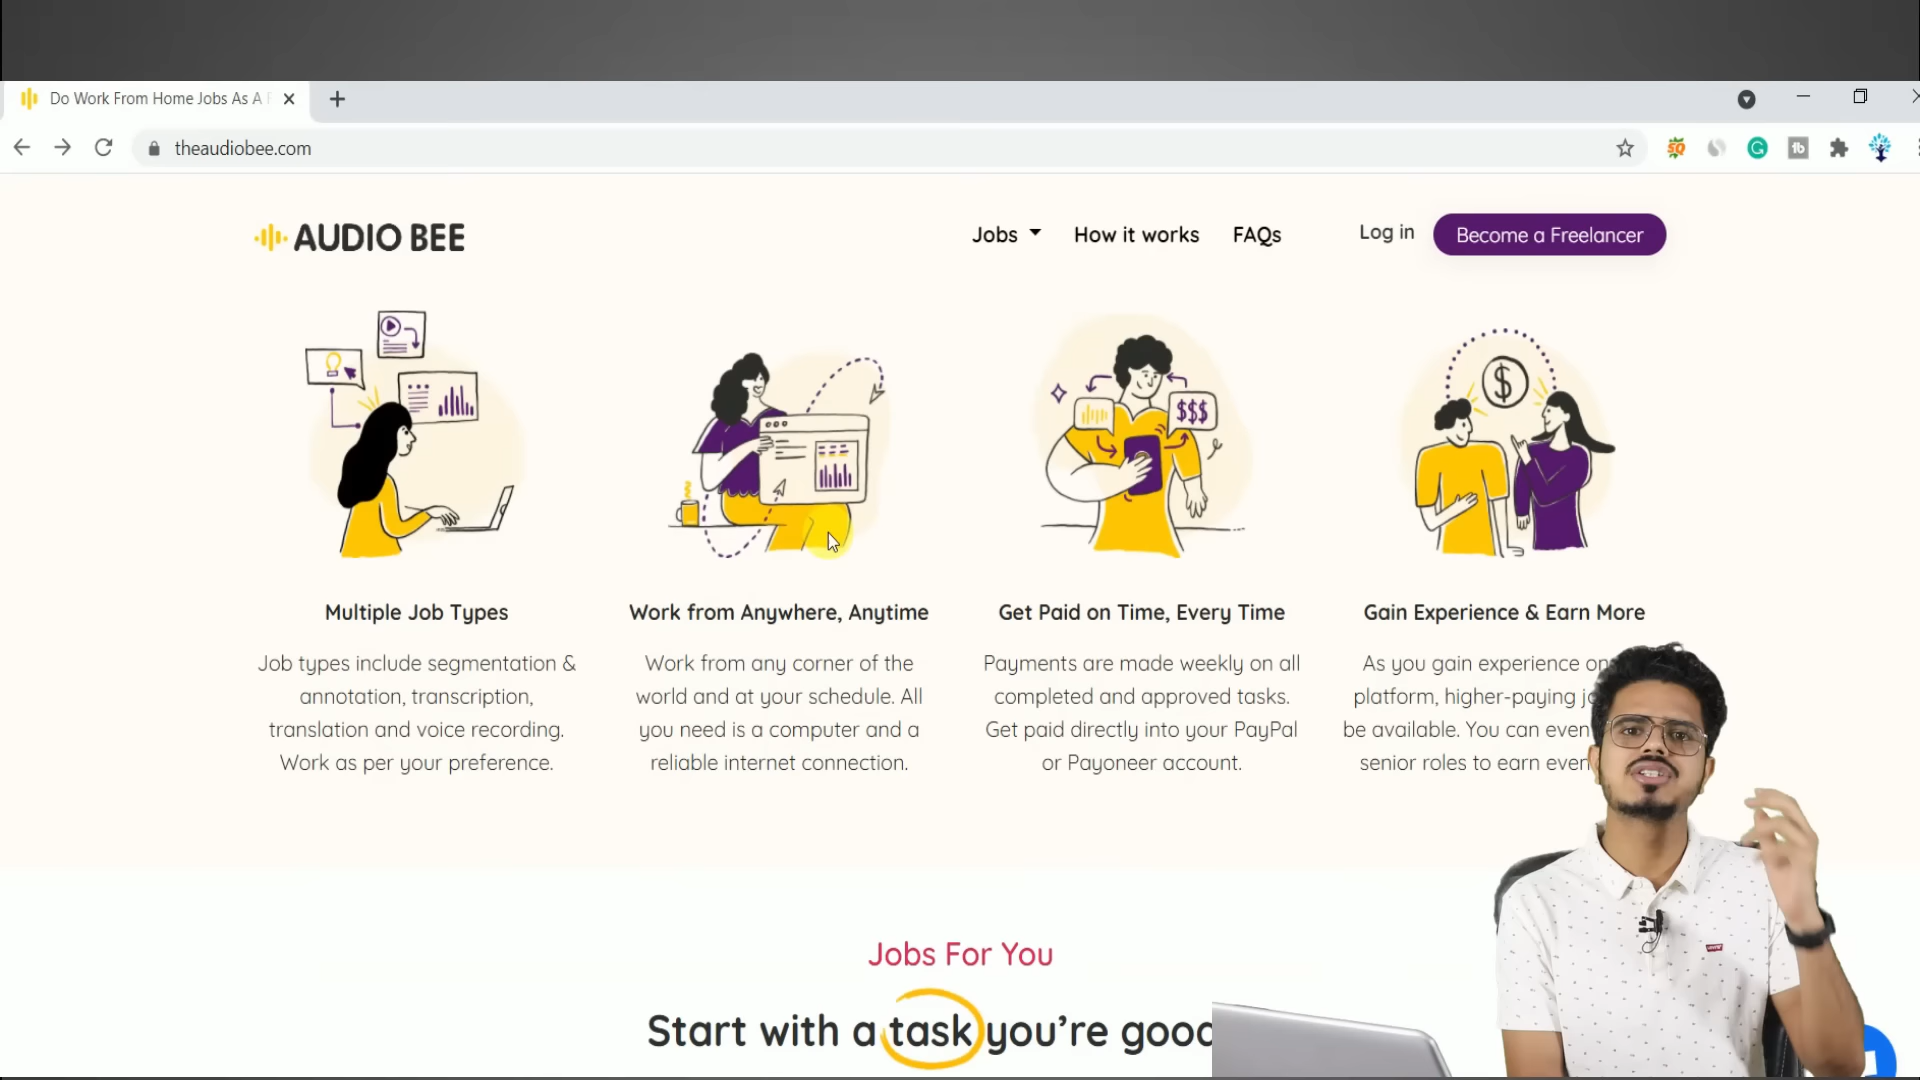 Do Work From Home Jobs As A F
theaudiobee.com
AUDIO BEE
Jobs
How it works
FAQs
Log in
Become a Freelancer
$$$
$
Multiple Job Types
Job types include segmentation &
annotation, transcription,
translation and voice recording.
Work as per your preference.
Work from Anywhere, Anytime
Work from any corner of the
world and at your schedule. All
you need is a computer and a
reliable internet connection.
Get Paid on Time, Every Time
Payments are made weekly on all
completed and approved tasks.
Get paid directly into your PayPal
or Payoneer account.
Gain Experience & Earn More
As you gain experience on
platform, higher-paying
be available. You can even
senior roles to earn even
Jobs For You
Start with a task you're good